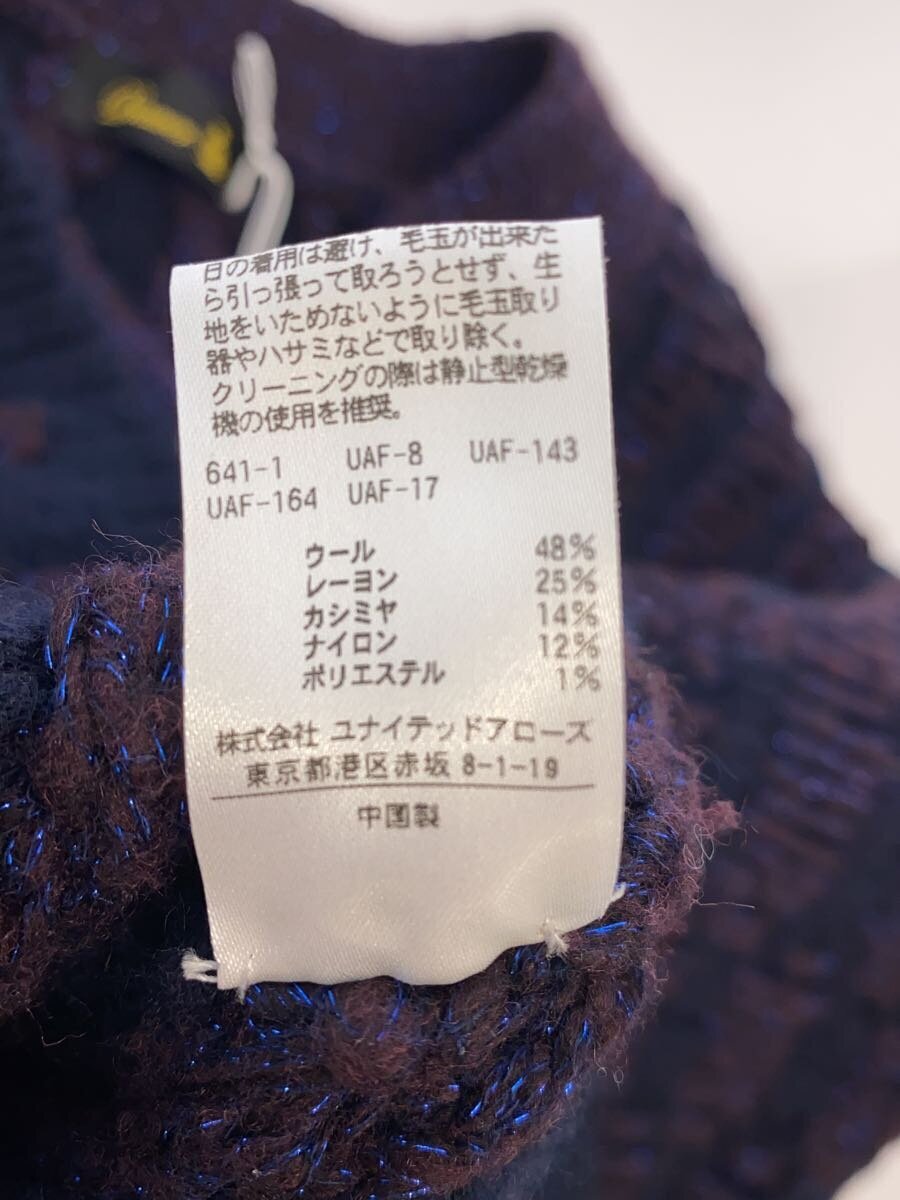 日の着用は避け、毛玉が出来た
ら引っ張って取ろうとせず、生
地をいためないように毛玉取り
器やハサミなどで取り除く。
クリーニングの際は静止型乾燥
機の使用を推奨。
641-1 UAF-8 UAF-143
UAF-164 UAF-17
ウール 48%
レーヨン 25%
カシミヤ 14%
ナイロン 12%
ポリエステル 1%
株式会社 ユナイテッドアローズ
東京都港区赤坂 8-1-19
中国製